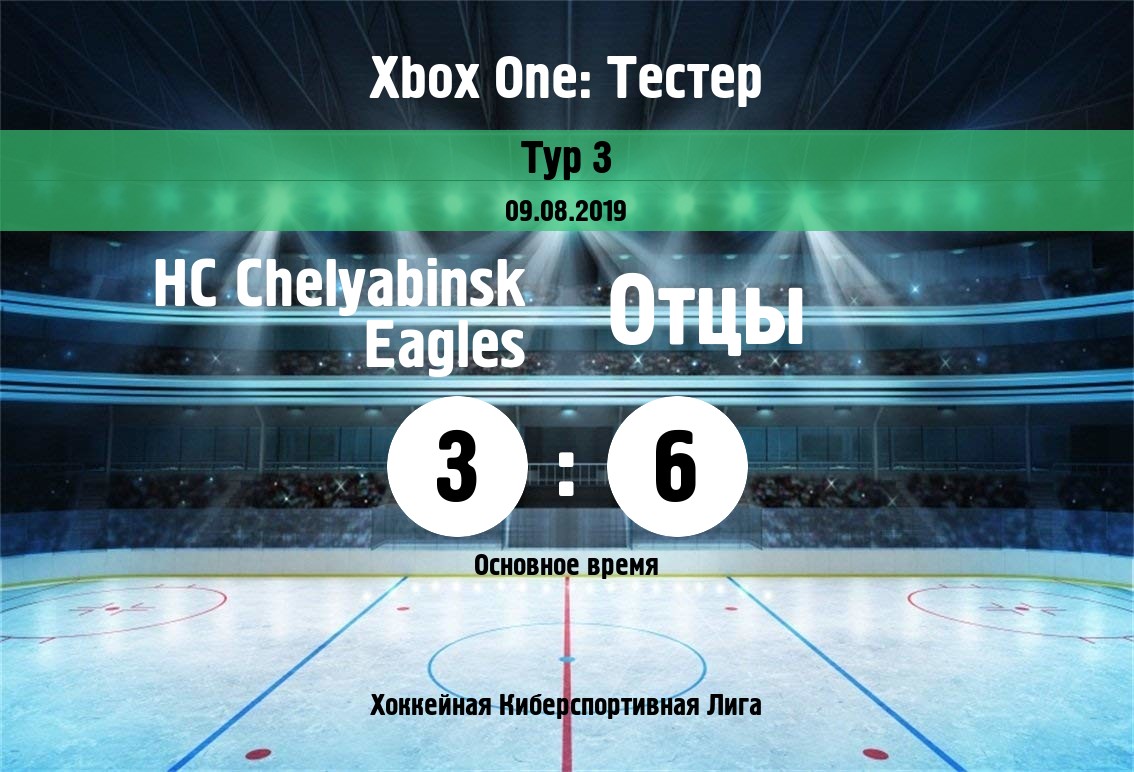 Xbox One: Тестер
Тур 3
09.08.2019
HC Chelyabinsk
Eagles
Отцы
3 : 6
Основное время
Хоккейная Киберспортивная Лига